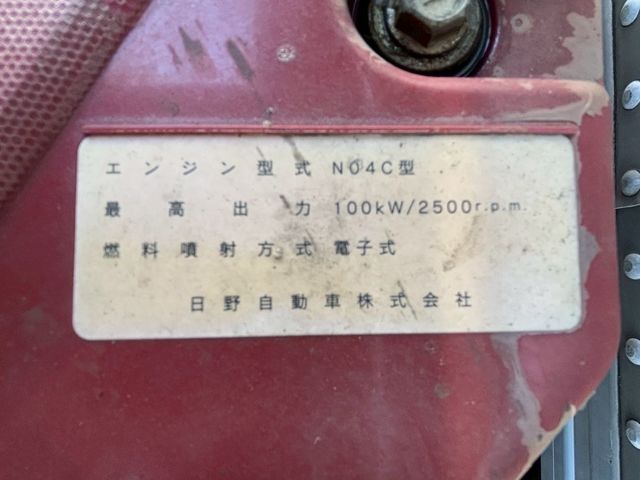 エンジン型式 N04C型
最高出力 100kW/2500r.p.m.
燃料噴射方式 電子式
日野自動車株式会社